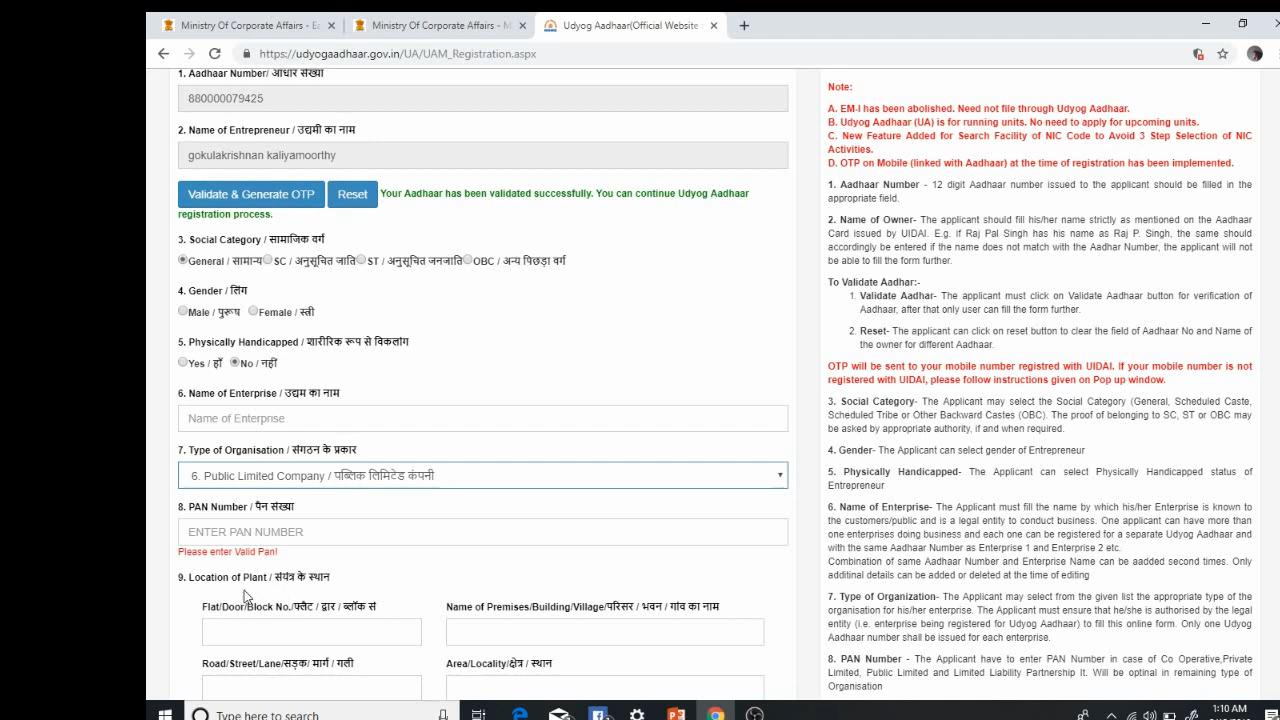 Ministry Of Corporate Affairs - Ea
Ministry Of Corporate Affairs - M
Udyog Aadhaar(Official Website
https://udyogaadhaar.gov.in/UA/UAM_Registration.aspx
1. Aadhaar Number/ आधार संख्या
880000079425
2. Name of Entrepreneur / उद्यमी का नाम
gokulakrishnan kaliyamoorthy
Validate & Generate OTP
Reset
Your Aadhaar has been validated successfully. You can continue Udyog Aadhaar
registration process.
3. Social Category / सामाजिक वर्ग
General / सामान्य SC / अनुसूचित जाति ST / अनुसूचित जनजाति OBC / अन्य पिछड़ा वर्ग
4. Gender / लिंग
Male / पुरूष Female / स्त्री
5. Physically Handicapped / शारीरिक रूप से विकलांग
Yes / हाँ No / नहीं
6. Name of Enterprise / उद्यम का नाम
Name of Enterprise
7. Type of Organisation / संगठन के प्रकार
6. Public Limited Company / पब्लिक लिमिटेड कंपनी
8. PAN Number / पैन संख्या
ENTER PAN NUMBER
Please enter Valid Pan!
9. Location of Plant / संयंत्र के स्थान
Flat/Door/Block No./फ्लैट / द्वार / ब्लॉक सं
Name of Premises/Building/Village/परिसर / भवन / गांव का नाम
Road/Street/Lane/सड़क/ मार्ग / गली
Area/Locality/क्षेत्र / स्थान
Note:
A. EM-I has been abolished. Need not file through Udyog Aadhaar.
B. Udyog Aadhaar (UA) is for running units. No need to apply for upcoming units.
C. New Feature Added for Search Facility of NIC Code to Avoid 3 Step Selection of NIC
Activities.
D. OTP on Mobile (linked with Aadhaar) at the time of registration has been implemented.
1. Aadhaar Number - 12 digit Aadhaar number issued to the applicant should be filled in the
appropriate field.
2. Name of Owner- The applicant should fill his/her name strictly as mentioned on the Aadhaar
Card issued by UIDAI. E.g. if Raj Pal Singh has his name as Raj P. Singh, the same should
accordingly be entered if the name does not match with the Aadhar Number, the applicant will not
be able to fill the form further.
To Validate Aadhar:-
1. Validate Aadhar- The applicant must click on Validate Aadhaar button for verification of
Aadhaar, after that only user can fill the form further.
2. Reset- The applicant can click on reset button to clear the field of Aadhaar No and Name of
the owner for different Aadhaar.
OTP will be sent to your mobile number registred with UIDAI. If your mobile number is not
registered with UIDAI, please follow instructions given on Pop up window.
3. Social Category- The Applicant may select the Social Category (General, Scheduled Caste,
Scheduled Tribe or Other Backward Castes (OBC). The proof of belonging to SC, ST or OBC may
be asked by appropriate authority, if and when required.
4. Gender- The Applicant can select gender of Entrepreneur
5. Physically Handicapped- The Applicant can select Physically Handicapped status of
Entrepreneur
6. Name of Enterprise- The Applicant must fill the name by which his/her Enterprise is known to
the customers/public and is a legal entity to conduct business. One applicant can have more than
one enterprises doing business and each one can be registered for a separate Udyog Aadhaar and
with the same Aadhaar Number as Enterprise 1 and Enterprise 2 etc.
Combination of same Aadhaar Number and Enterprise Name can be aadded second times. Only
additinal details can be added or deleted at the time of editing
7. Type of Organization- The Applicant may select from the given list the appropriate type of the
organisation for his/her enterprise. The Applicant must ensure that he/she is authorised by the legal
entity (i.e. enterprise being registered for Udyog Aadhaar) to fill this online form. Only one Udyog
Aadhaar number shall be issued for each enterprise.
8. PAN Number - The Applicant have to enter PAN Number in case of Co Operative,Private
Limited, Public Limited and Limited Liability Partnership lt. Will be optinal in remaining type of
Organisation
Type here to search
1:10 AM